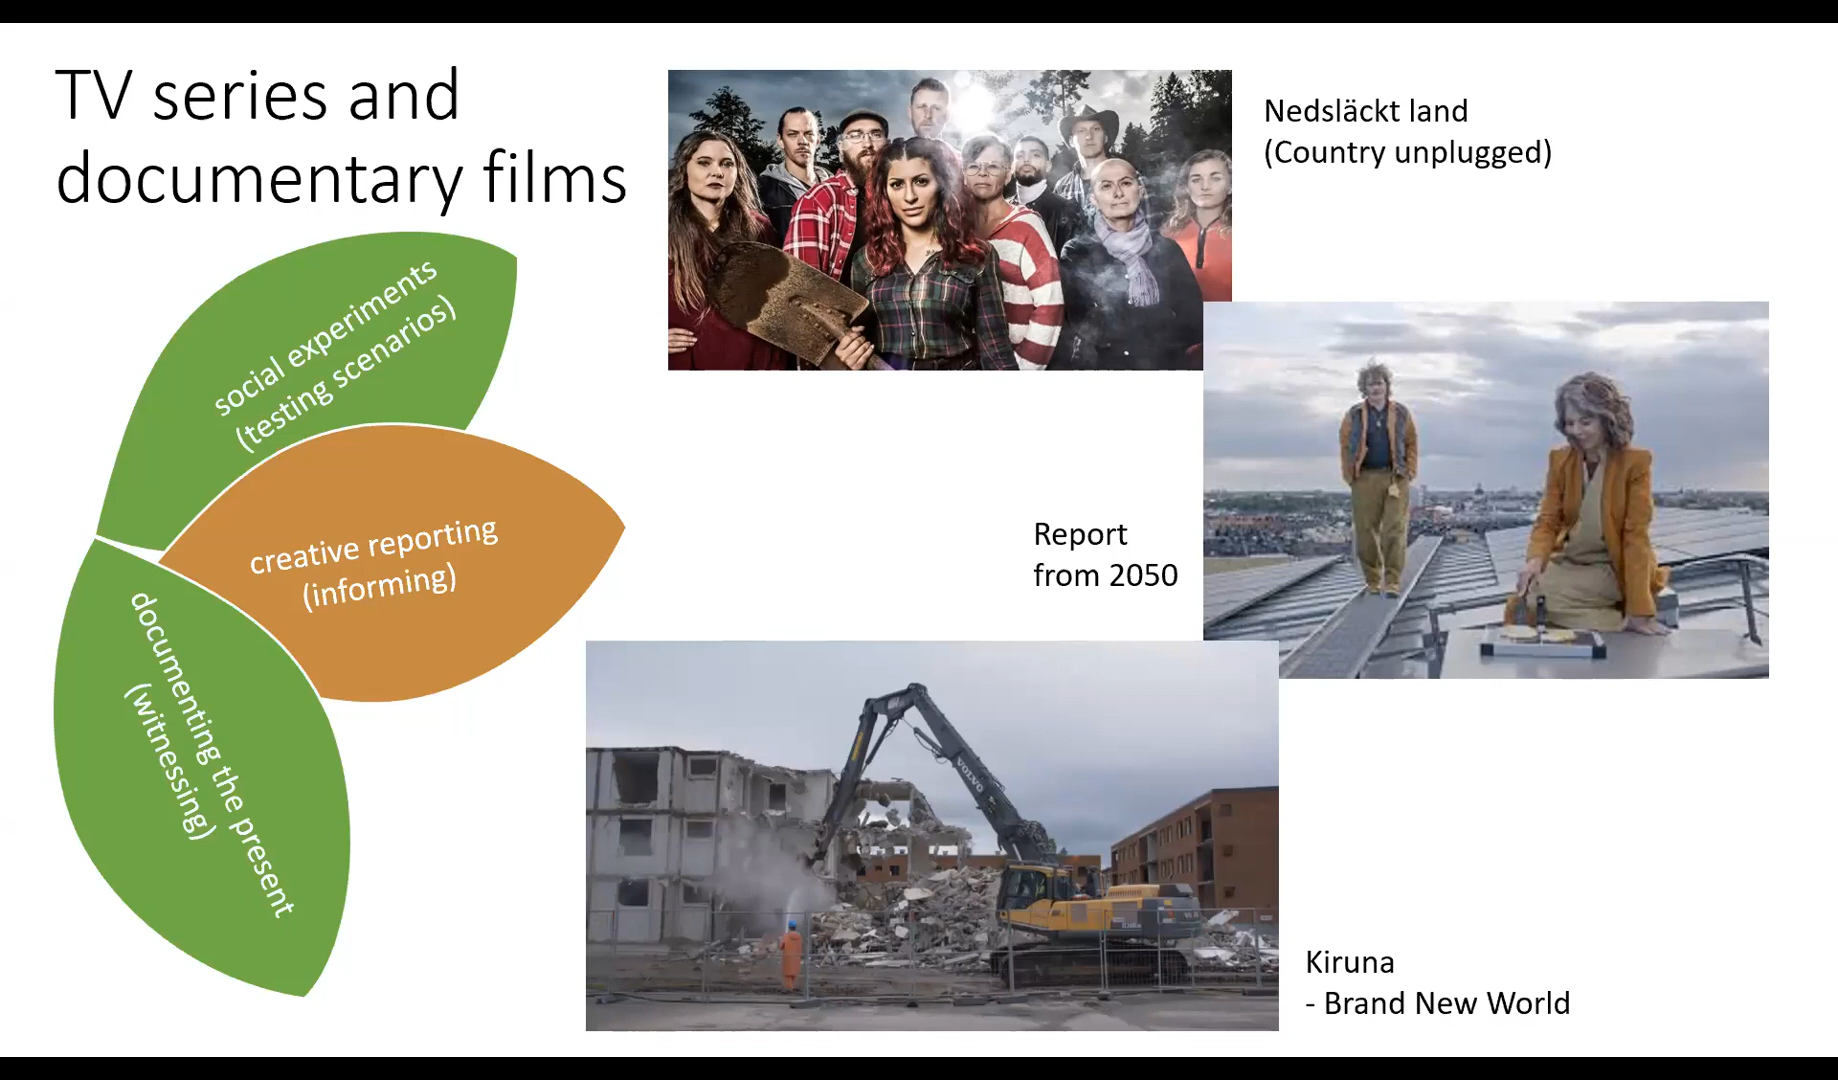 TV series and
documentary films
social experiments
(testing scenarios)
creative reporting
(informing)
documenting the present
(witnessing)
Nedsläckt land
(Country unplugged)
Report
from 2050
VOLVO
Kiruna
- Brand New World